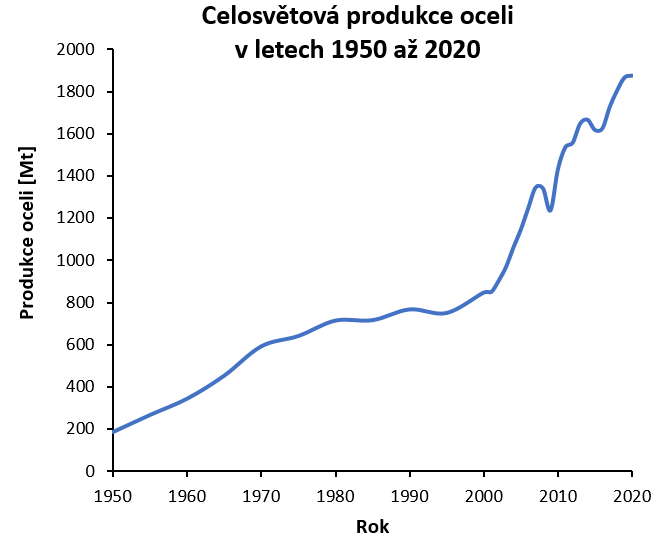 Celosvětová produkce oceli
v letech 1950 až 2020
Produkce oceli [Mt]
2000
1800
1600
1400
1200
1000
800
600
400
200
0
1950 1960 1970 1980 1990 2000 2010 2020
Rok